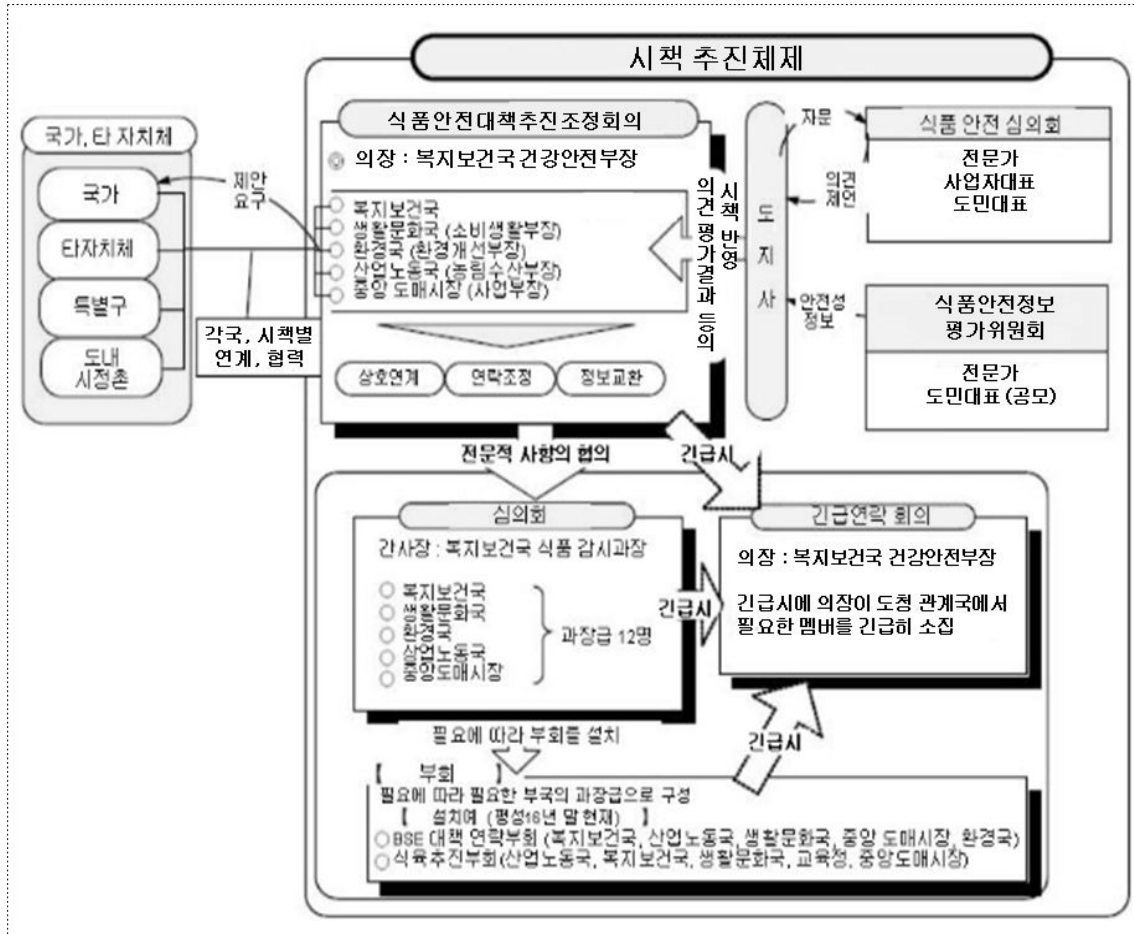 시책 추진체제
국가, 타 자치체
국가
타자치체
특별구
도내
시정촌
제안
요구
각국, 시책별
연계, 협력
식품안전대책추진조정회의
◎ 의장 : 복지보건국 건강안전부장
○ 복지보건국
○ 생활문화국 (소비생활부장)
○ 환경국 (환경개선부장)
○ 산업노동국 (농림수산부장)
○ 중앙 도매시장 (사업부장)
상호연계
연락조정
정보교환
시책 반영
의견 평가결과 등의
도지사
자문
의견
제언
안전성
정보
식품 안전 심의회
전문가
사업자대표
도민대표
식품안전정보
평가위원회
전문가
도민대표 (공모)
전문적 사항의 협의
긴급시
심의회
간사장 : 복지보건국 식품 감시과장
○ 복지보건국
○ 생활문화국
○ 환경국
○ 상업노동국
○ 중앙도매시장
과장급 12명
긴급시
긴급연락 회의
의장 : 복지보건국 건강안전부장
긴급시에 의장이 도청 관계국에서
필요한 멤버를 긴급히 소집
필요에 따라 부회를 설치
긴급시
【 부회 】
필요에 따라 필요한 부국의 과장급으로 구성
【 설치예 (평성16년 말 현재) 】
○ BSE 대책 연락부회 (복지보건국, 산업노동국, 생활문화국, 중앙 도매시장, 환경국)
○ 식육추진부회(산업노동국, 복지보건국, 생활문화국, 교육청, 중앙도매시장)